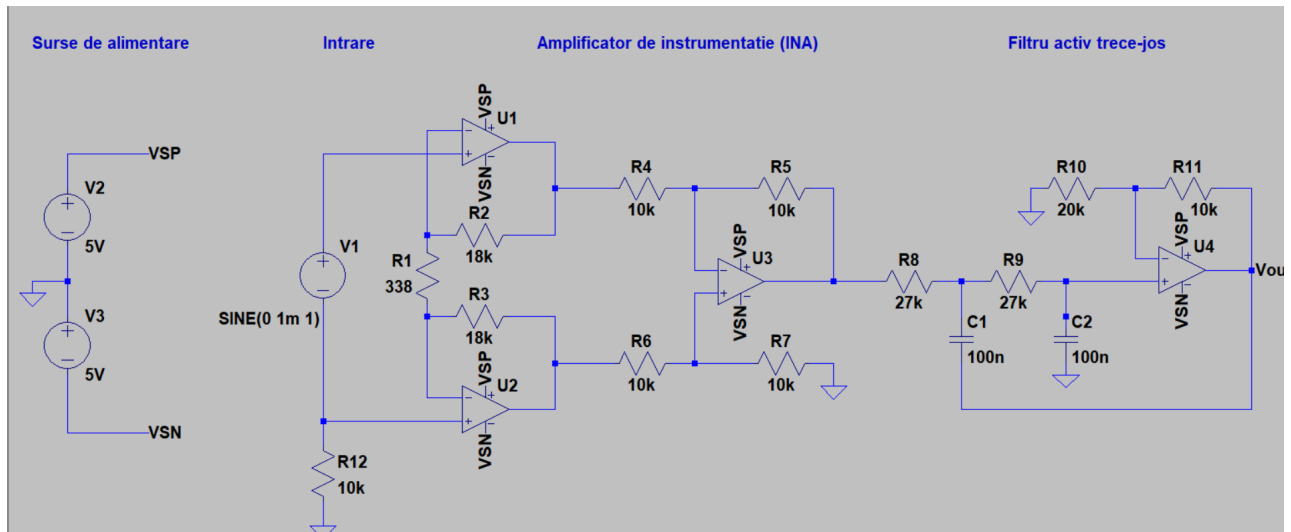 Surse de alimentare
Intrare
Amplificator de instrumentatie (INA)
Filtru activ trece-jos
VSP
V2
5V
V3
5V
VSN
V1
SINE(0 1m 1)
R12
10k
VSP
U1
VSN
R2
18k
R1
338
R3
18k
VSP
U2
VSN
R4
10k
R5
10k
VSP
U3
VSN
R6
10k
R7
10k
R8
27k
R9
27k
C1
100n
C2
100n
R10
20k
R11
10k
VSP
U4
VSN
Vou